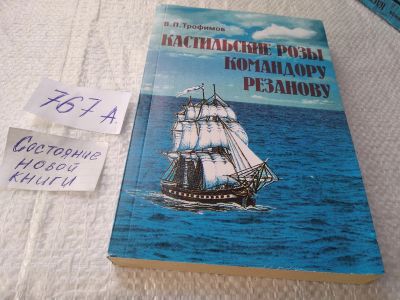 В. П. Трофимов
КАСТИЛЬСКИЕ РОЗЫ
КОМАНДОРУ
РЕЗАНОВУ
767 А
Состояние
новой
книги